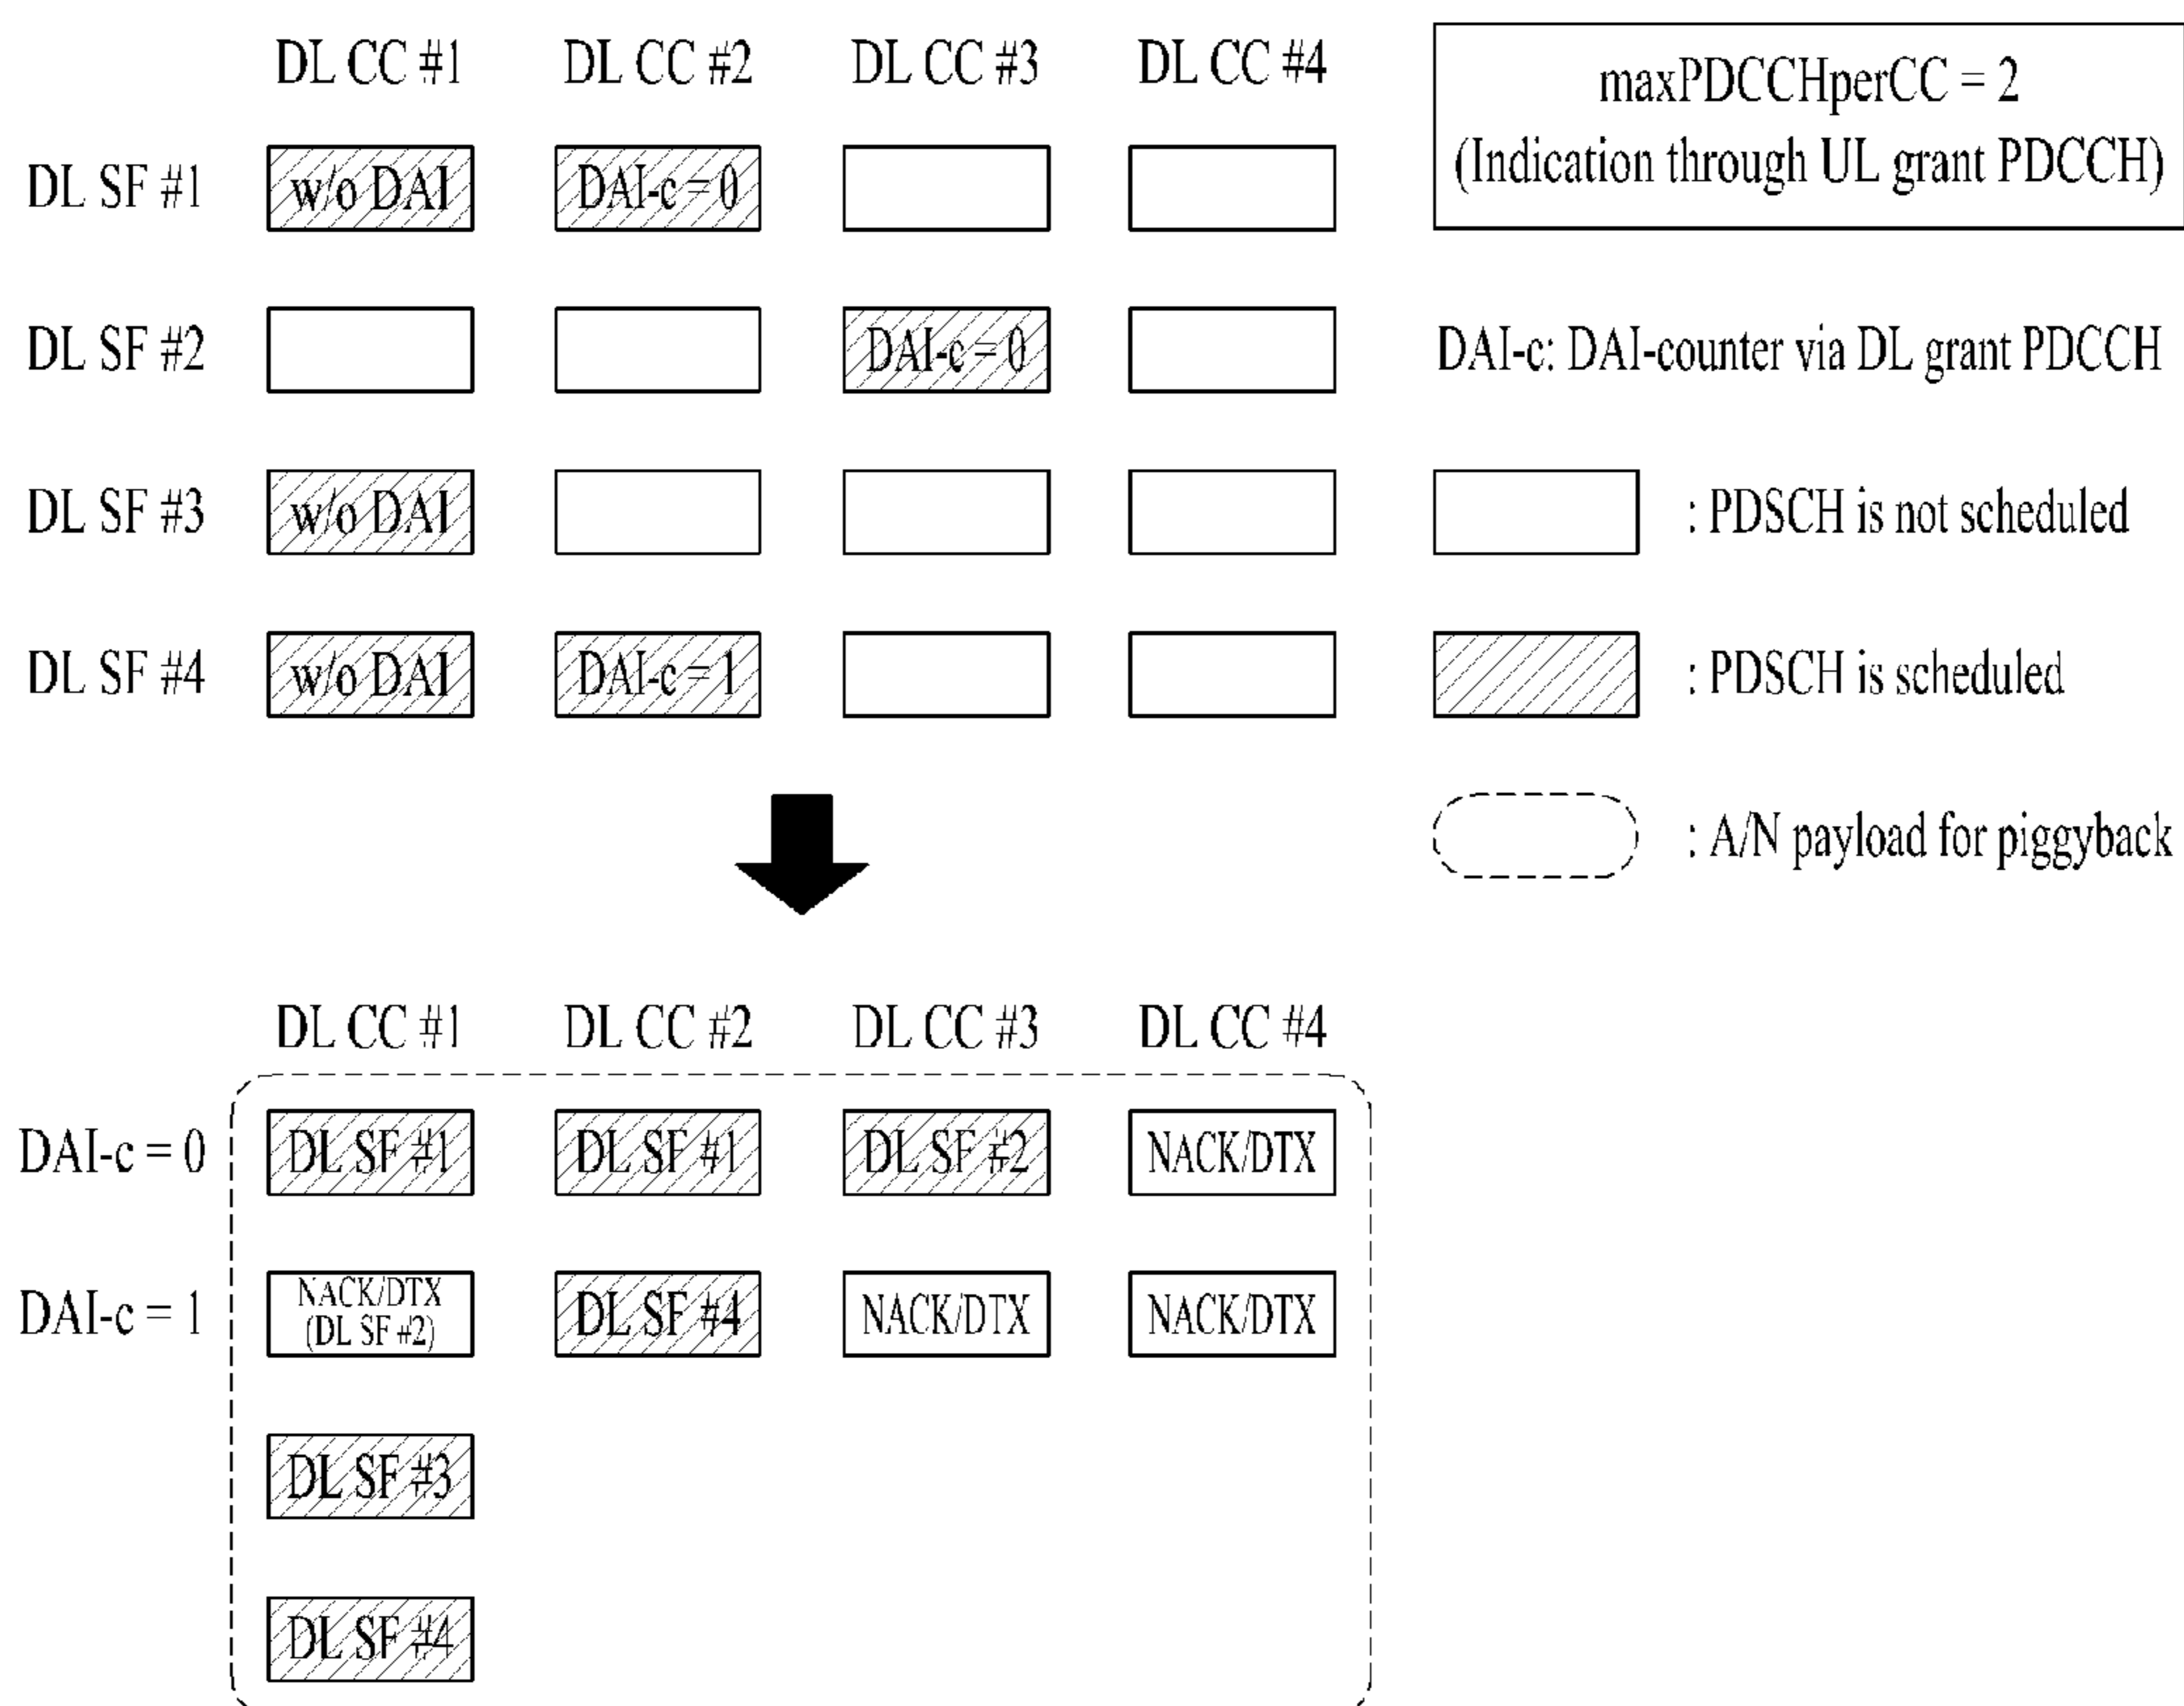 DL CC #1 DL CC #2 DL CC #3 DL CC #4
maxPDCCHperCC = 2
(Indication through UL grant PDCCH)
DL SF #1 w/o DAI DAI-c = 0
DL SF #2 DAI-c = 0
DAI-c: DAI-counter via DL grant PDCCH
DL SF #3 w/o DAI
: PDSCH is not scheduled
DL SF #4 w/o DAI DAI-c = 1
: PDSCH is scheduled
: A/N payload for piggyback
DL CC #1 DL CC #2 DL CC #3 DL CC #4
DAI-c = 0 DL SF #1 DL SF #1 DL SF #2 NACK/DTX
DAI-c = 1 NACK/DTX
(DL SF #2) DL SF #4 NACK/DTX NACK/DTX
DL SF #3
DL SF #4